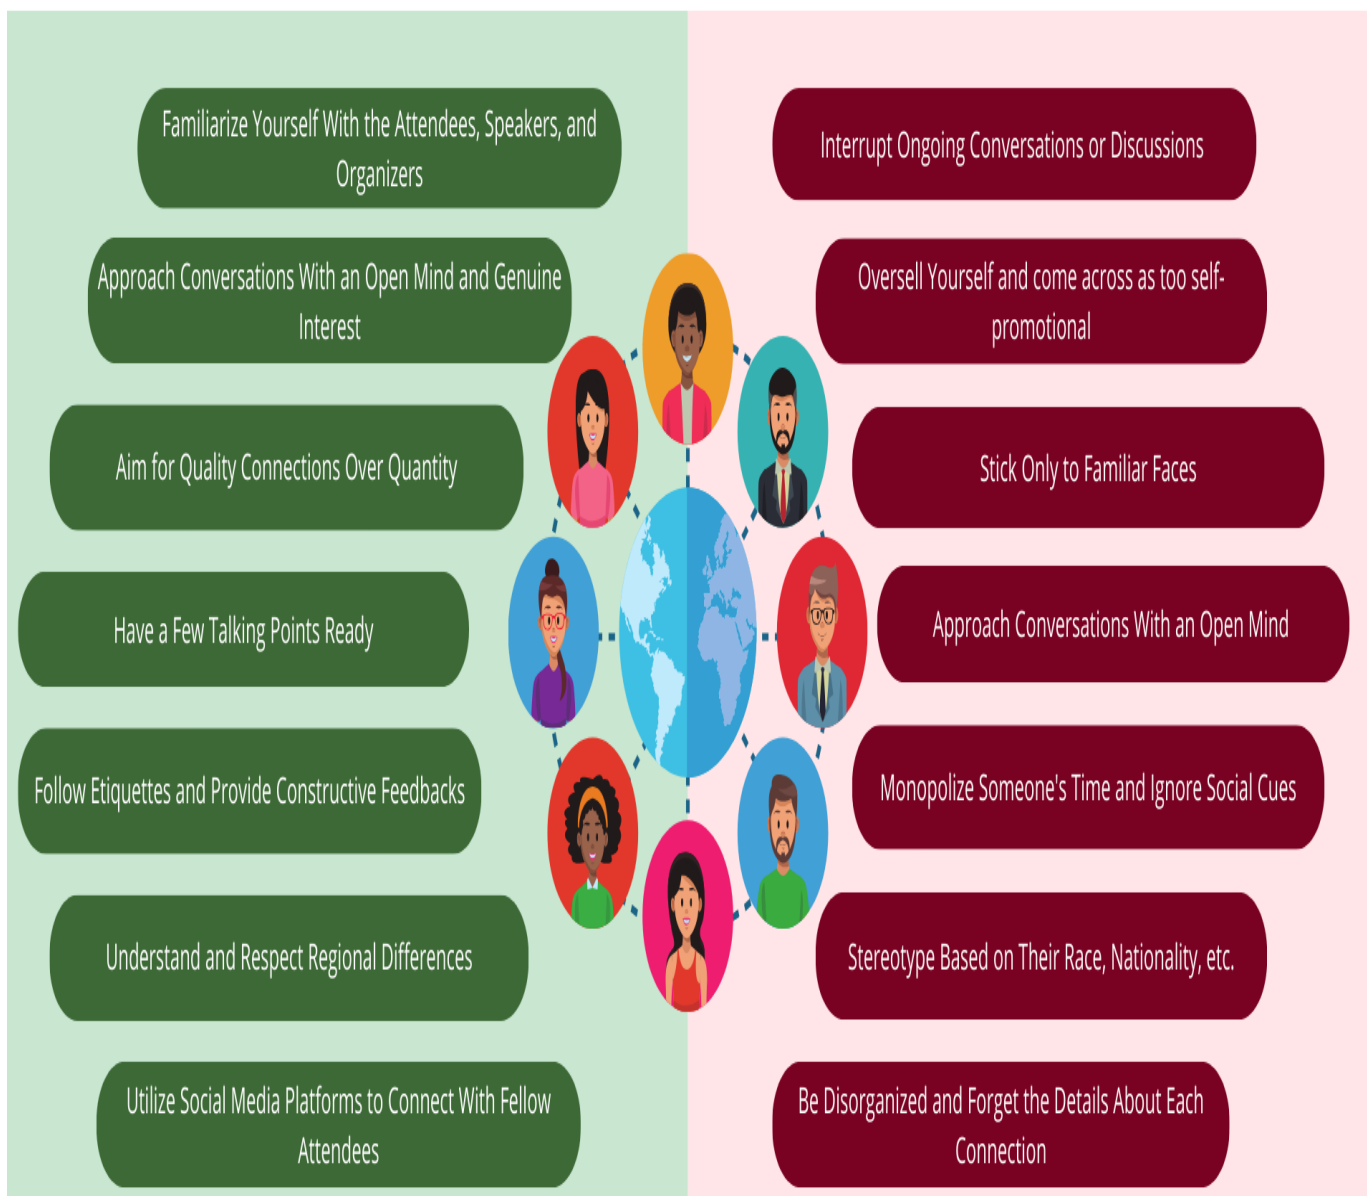 Familiarize Yourself With the Attendees, Speakers, and
Organizers
Approach Conversations With an Open Mind and Genuine
Interest
Aim for Quality Connections Over Quantity
Have a Few Talking Points Ready
Follow Etiquettes and Provide Constructive Feedbacks
Understand and Respect Regional Differences
Utilize Social Media Platforms to Connect With Fellow
Attendees
Interrupt Ongoing Conversations or Discussions
Oversell Yourself and come across as too self-
promotional
Stick Only to Familiar Faces
Approach Conversations With an Open Mind
Monopolize Someone's Time and Ignore Social Cues
Stereotype Based on Their Race, Nationality, etc.
Be Disorganized and Forget the Details About Each
Connection